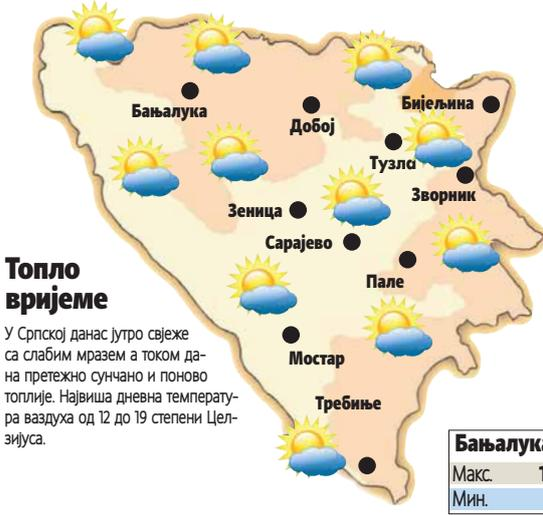 Бањалука
Добој
Бијељина
Тузла
Зворник
Зеница
Сарајево
Пале
Мостар
Требиње
Топло
вријеме
У Српској данас јутро свјеже
са слабим мразем а током да-
на претежно сунчано и поново
топлије. Највиша дневна температу-
ра ваздуха од 12 до 19 степени Цел-
зијуса.
Бањалука
Макс.
Мин.